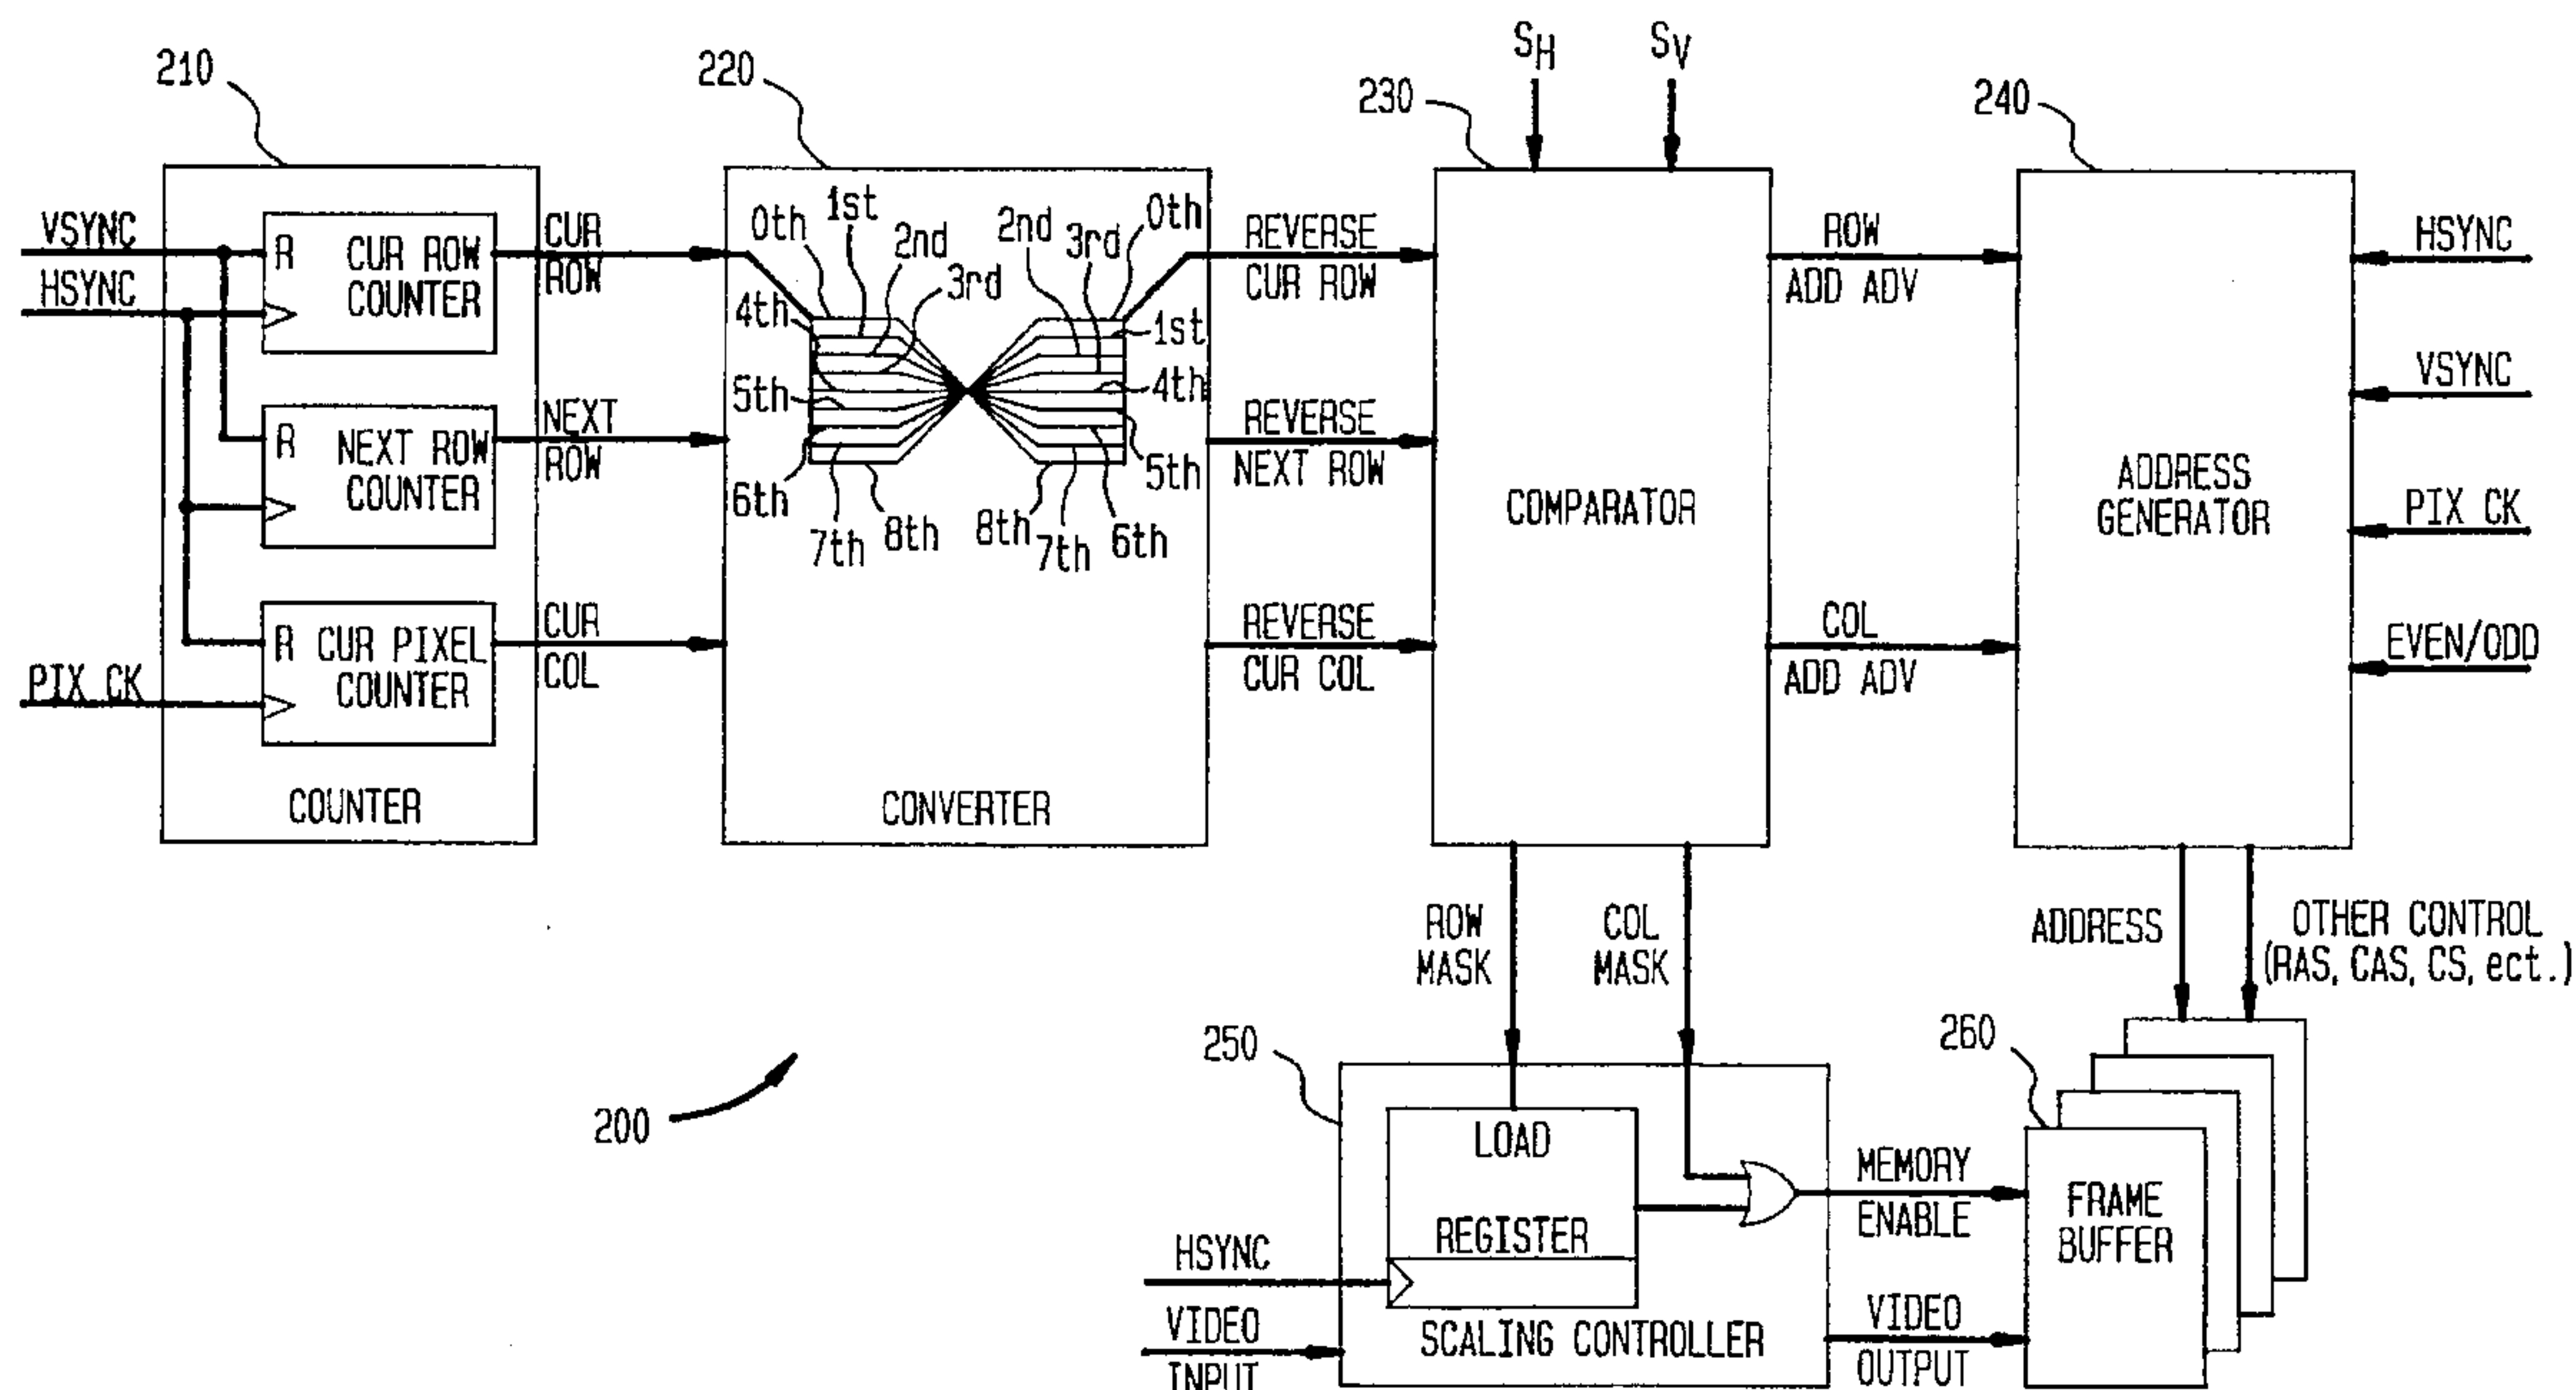 210
VSYNC
HSYNC
PIX CK
R
CUR ROW
COUNTER
R
NEXT ROW
COUNTER
R
CUR PIXEL
COUNTER
COUNTER
CUR
ROW
NEXT
ROW
CUR
COL
220
0th
1st
2nd
3rd
4th
5th
6th
7th
8th
2nd
3rd
0th
1st
4th
5th
6th
7th
8th
CONVERTER
REVERSE
CUR ROW
REVERSE
NEXT ROW
REVERSE
CUR COL
SH
SV
230
COMPARATOR
ROW
ADD ADV
COL
ADD ADV
240
ADDRESS
GENERATOR
HSYNC
VSYNC
PIX CK
EVEN/ODD
ROW
MASK
COL
MASK
ADDRESS
OTHER CONTROL
(RAS, CAS, CS, ect.)
200
250
LOAD
REGISTER
SCALING CONTROLLER
HSYNC
VIDEO
INPUT
MEMORY
ENABLE
VIDEO
OUTPUT
260
FRAME
BUFFER